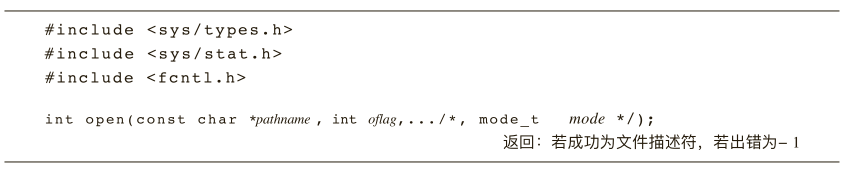 #include <sys/types.h>
#include <sys/stat.h>
#include <fcntl.h>
int open(const char *pathname, int oflag,.../*, mode_t mode */);
返回：若成功为文件描述符，若出错为– 1